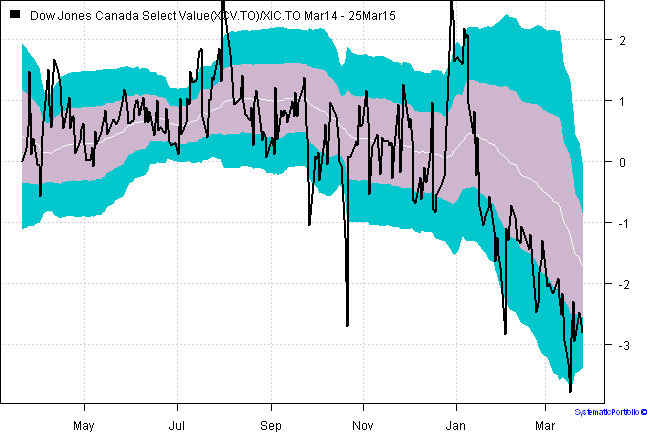 Dow Jones Canada Select Value(XCV.TO)/XIC.TO Mar14 - 25Mar15
2
1
0
-1
-2
-3
May Jul Sep Nov Jan Mar
SystematicPortfolio ©